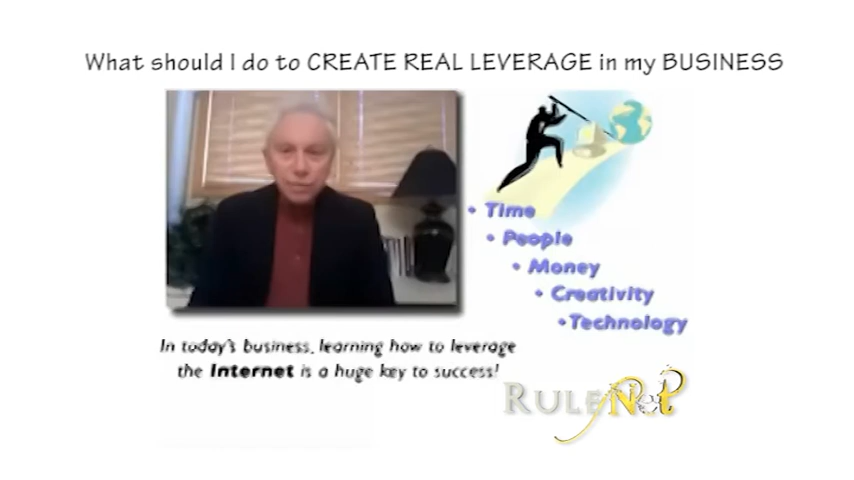 What should I do to CREATE REAL LEVERAGE in my BUSINESS
• Time
• People
• Money
• Creativity
• Technology
In today's business, learning how to leverage
the Internet is a huge key to success!
RULE